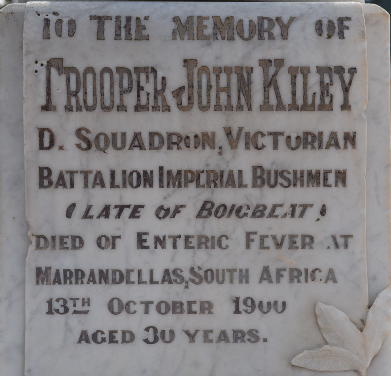 TO THE MEMORY OF
TROOPER JOHN KILEY
D. SQUADRON, VICTORIAN
BATTALION IMPERIAL BUSHMEN
(LATE OF BOIGBEAT)
DIED OF ENTERIC FEVER AT
MARRANDELLAS, SOUTH AFRICA
13TH OCTOBER 1900
AGED 30 YEARS.